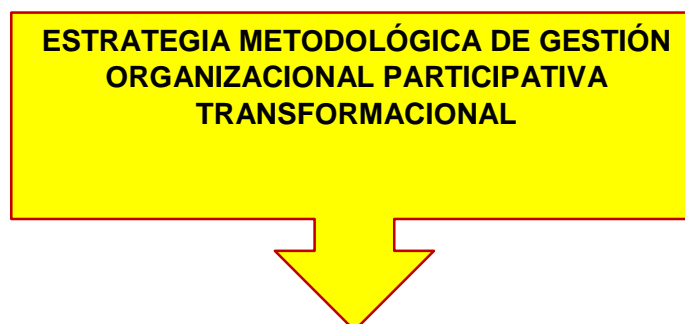 ESTRATEGIA METODOLÓGICA DE GESTIÓN
ORGANIZACIONAL PARTICIPATIVA
TRANSFORMACIONAL